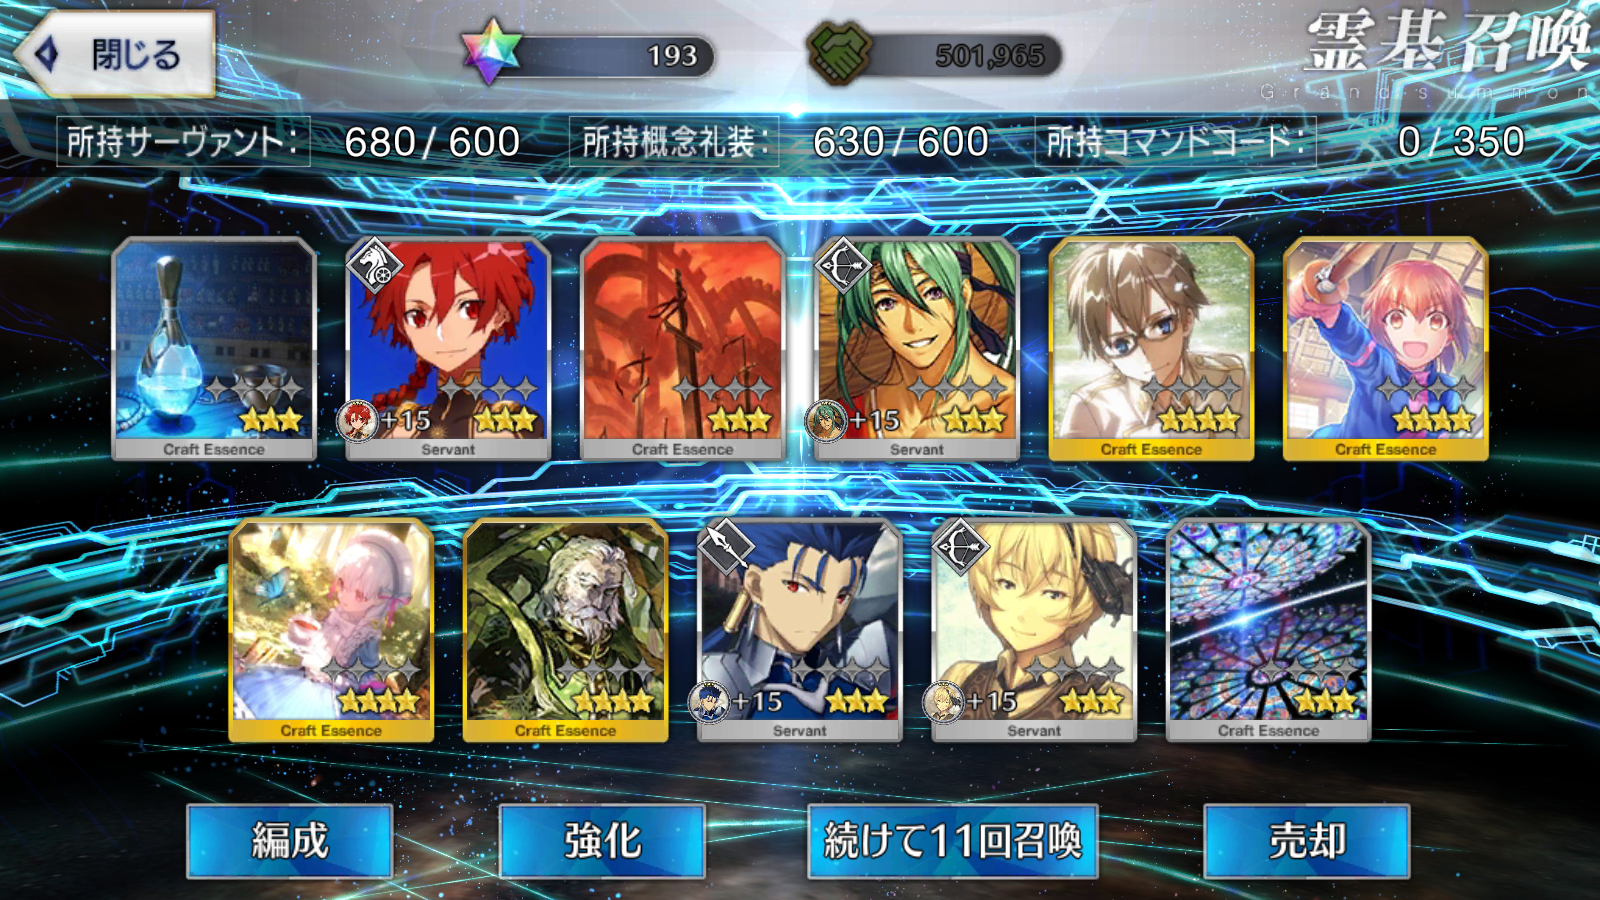 閉じる
193
501,965
霊基召喚
Grandsummon
所持サーヴァント: 680 / 600
所持概念礼装: 630 / 600
所持コマンドコード: 0 / 350
Craft Essence
+15
Servant
Craft Essence
+15
Servant
Craft Essence
Craft Essence
Craft Essence
Craft Essence
+15
Servant
+15
Servant
Craft Essence
編成
強化
続けて11回召喚
売却